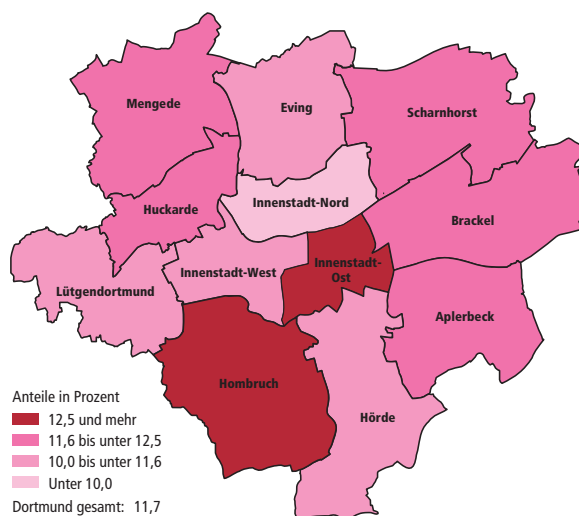 Mengede
Eving
Scharnhorst
Huckarde
Innenstadt-Nord
Brackel
Innenstadt-West
Innenstadt-
Ost
Lütgendortmund
Aplerbeck
Hombruch
Hörde
Anteile in Prozent
12,5 und mehr
11,6 bis unter 12,5
10,0 bis unter 11,6
Unter 10,0
Dortmund gesamt: 11,7